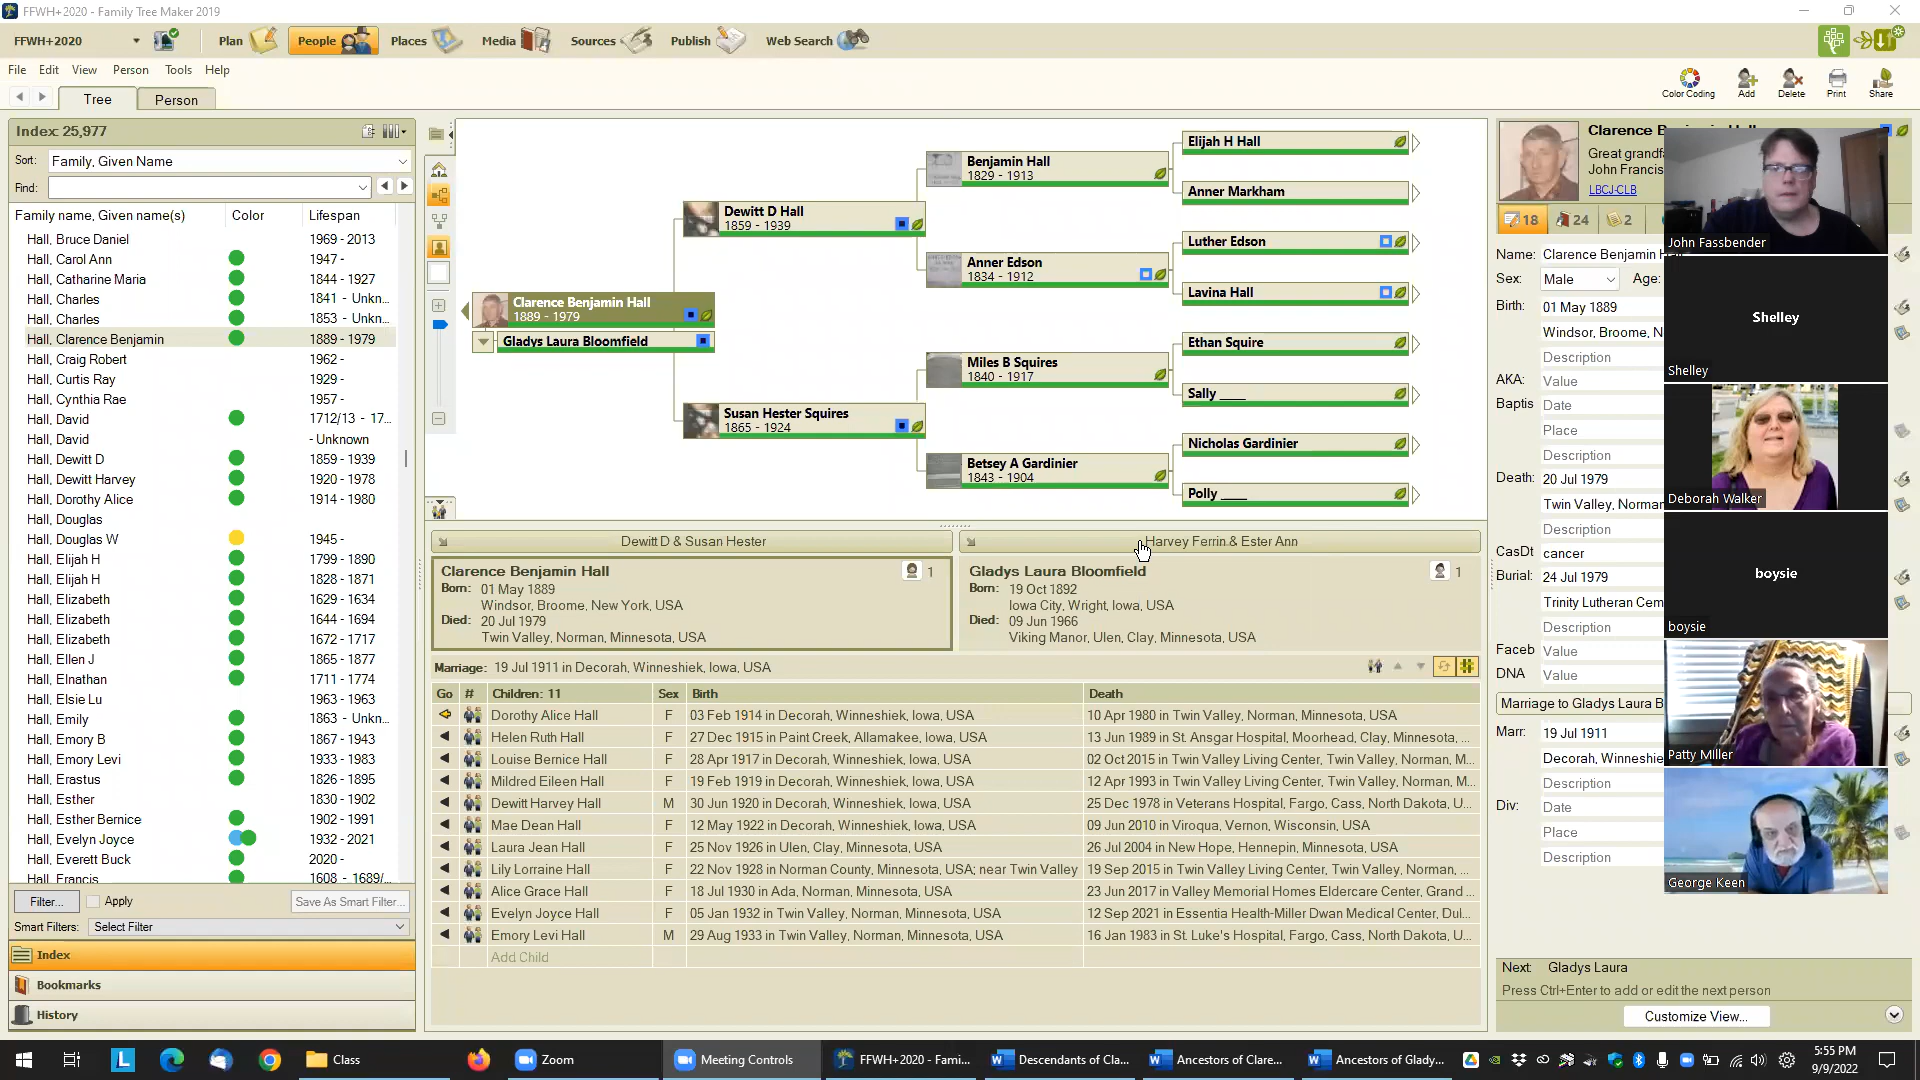 FFWH+2020 - Family Tree Maker 2019
FFWH+2020
Plan
People
Places
Media
Sources
Publish
Web Search
File Edit View Person Tools Help
Tree Person
Color Coding Add Delete Print Share
Index: 25,977
Sort: Family, Given Name
Find:
Family name, Given name(s) Color Lifespan
Hall, Bruce Daniel 1969 - 2013
Hall, Carol Ann 1947 -
Hall, Catharine Maria 1844 - 1927
Hall, Charles 1841 - Unkn...
Hall, Charles 1853 - Unkn...
Hall, Clarence Benjamin 1889 - 1979
Hall, Craig Robert 1962 -
Hall, Curtis Ray 1929 -
Hall, Cynthia Rae 1957 -
Hall, David 1712/13 - 17...
Hall, David - Unknown
Hall, Dewitt D 1859 - 1939
Hall, Dewitt Harvey 1920 - 1978
Hall, Dorothy Alice 1914 - 1980
Hall, Douglas
Hall, Douglas W 1945 -
Hall, Elijah H 1799 - 1890
Hall, Elijah H 1828 - 1871
Hall, Elizabeth 1629 - 1634
Hall, Elizabeth 1644 - 1694
Hall, Elizabeth 1672 - 1717
Hall, Ellen J 1865 - 1877
Hall, Elnathan 1711 - 1774
Hall, Elsie Lu 1963 - 1963
Hall, Emily 1863 - Unkn...
Hall, Emory B 1867 - 1943
Hall, Emory Levi 1933 - 1983
Hall, Erastus 1826 - 1895
Hall, Esther 1830 - 1902
Hall, Esther Bernice 1902 - 1991
Hall, Evelyn Joyce 1932 - 2021
Hall, Everett Buck 2020 -
Hall, Francis 1608 - 1689/...
Filter... Apply Save As Smart Filter...
Smart Filters: Select Filter
Index
Bookmarks
History
Clarence Benjamin Hall
1889 - 1979
Gladys Laura Bloomfield
Dewitt D Hall
1859 - 1939
Susan Hester Squires
1865 - 1924
Benjamin Hall
1829 - 1913
Anner Edson
1834 - 1912
Miles B Squires
1840 - 1917
Betsey A Gardinier
1843 - 1904
Elijah H Hall
Anner Markham
Luther Edson
Lavina Hall
Ethan Squire
Sally ____
Nicholas Gardinier
Polly ____
Dewitt D & Susan Hester
Harvey Ferrin & Ester Ann
Clarence Benjamin Hall 1
Born: 01 May 1889
Windsor, Broome, New York, USA
Died: 20 Jul 1979
Twin Valley, Norman, Minnesota, USA
Gladys Laura Bloomfield 1
Born: 19 Oct 1892
Iowa City, Wright, Iowa, USA
Died: 09 Jun 1966
Viking Manor, Ulen, Clay, Minnesota, USA
Marriage: 19 Jul 1911 in Decorah, Winneshiek, Iowa, USA
Go # Children: 11 Sex Birth Death
Dorothy Alice Hall F 03 Feb 1914 in Decorah, Winneshiek, Iowa, USA 10 Apr 1980 in Twin Valley, Norman, Minnesota, USA
Helen Ruth Hall F 27 Dec 1915 in Paint Creek, Allamakee, Iowa, USA 13 Jun 1989 in St. Ansgar Hospital, Moorhead, Clay, Minnesota, ...
Louise Bernice Hall F 28 Apr 1917 in Decorah, Winneshiek, Iowa, USA 02 Oct 2015 in Twin Valley Living Center, Twin Valley, Norman, M...
Mildred Eileen Hall F 19 Feb 1919 in Decorah, Winneshiek, Iowa, USA 12 Apr 1993 in Twin Valley Living Center, Twin Valley, Norman, M...
Dewitt Harvey Hall M 30 Jun 1920 in Decorah, Winneshiek, Iowa, USA 25 Dec 1978 in Veterans Hospital, Fargo, Cass, North Dakota, U...
Mae Dean Hall F 12 May 1922 in Decorah, Winneshiek, Iowa, USA 09 Jun 2010 in Viroqua, Vernon, Wisconsin, USA
Laura Jean Hall F 25 Nov 1926 in Ulen, Clay, Minnesota, USA 26 Jul 2004 in New Hope, Hennepin, Minnesota, USA
Lily Lorraine Hall F 22 Nov 1928 in Norman County, Minnesota, USA; near Twin Valley 19 Sep 2015 in Twin Valley Living Center, Twin Valley, Norman, ...
Alice Grace Hall F 18 Jul 1930 in Ada, Norman, Minnesota, USA 23 Jun 2017 in Valley Memorial Homes Eldercare Center, Grand ...
Evelyn Joyce Hall F 05 Jan 1932 in Twin Valley, Norman, Minnesota, USA 12 Sep 2021 in Essentia Health-Miller Dwan Medical Center, Dul...
Emory Levi Hall M 29 Aug 1933 in Twin Valley, Norman, Minnesota, USA 16 Jan 1983 in St. Luke's Hospital, Fargo, Cass, North Dakota, U...
Add Child
Clarence B
Great grandf
John Francis
LBCJ-CLB
18 24 2
Name: Clarence Benjamin H
Sex: Male Age:
Birth: 01 May 1889
Windsor, Broome, N
Description
AKA: Value
Baptis Date
Place
Description
Death: 20 Jul 1979
Twin Valley, Norman
Description
CasDt cancer
Burial: 24 Jul 1979
Trinity Lutheran Cem
Description
Faceb Value
DNA Value
Marriage to Gladys Laura B
Marr: 19 Jul 1911
Decorah, Winneshie
Description
Div: Date
Place
Description
Next: Gladys Laura
Press Ctrl+Enter to add or edit the next person
Customize View...
John Fassbender
Shelley
Shelley
Deborah Walker
boysie
boysie
Patty Miller
George Keen
L
Class
Zoom
Meeting Controls
FFWH+2020 - Fami...
Descendants of Cla...
Ancestors of Clare...
Ancestors of Glady...
5:55 PM
9/9/2022